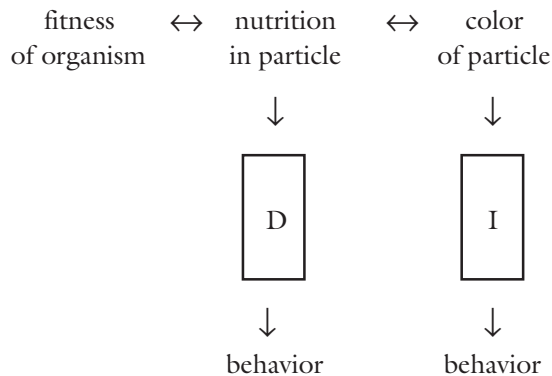 fitness ↔ nutrition ↔ color
of organism in particle of particle
↓ ↓
D I
↓ ↓
behavior behavior